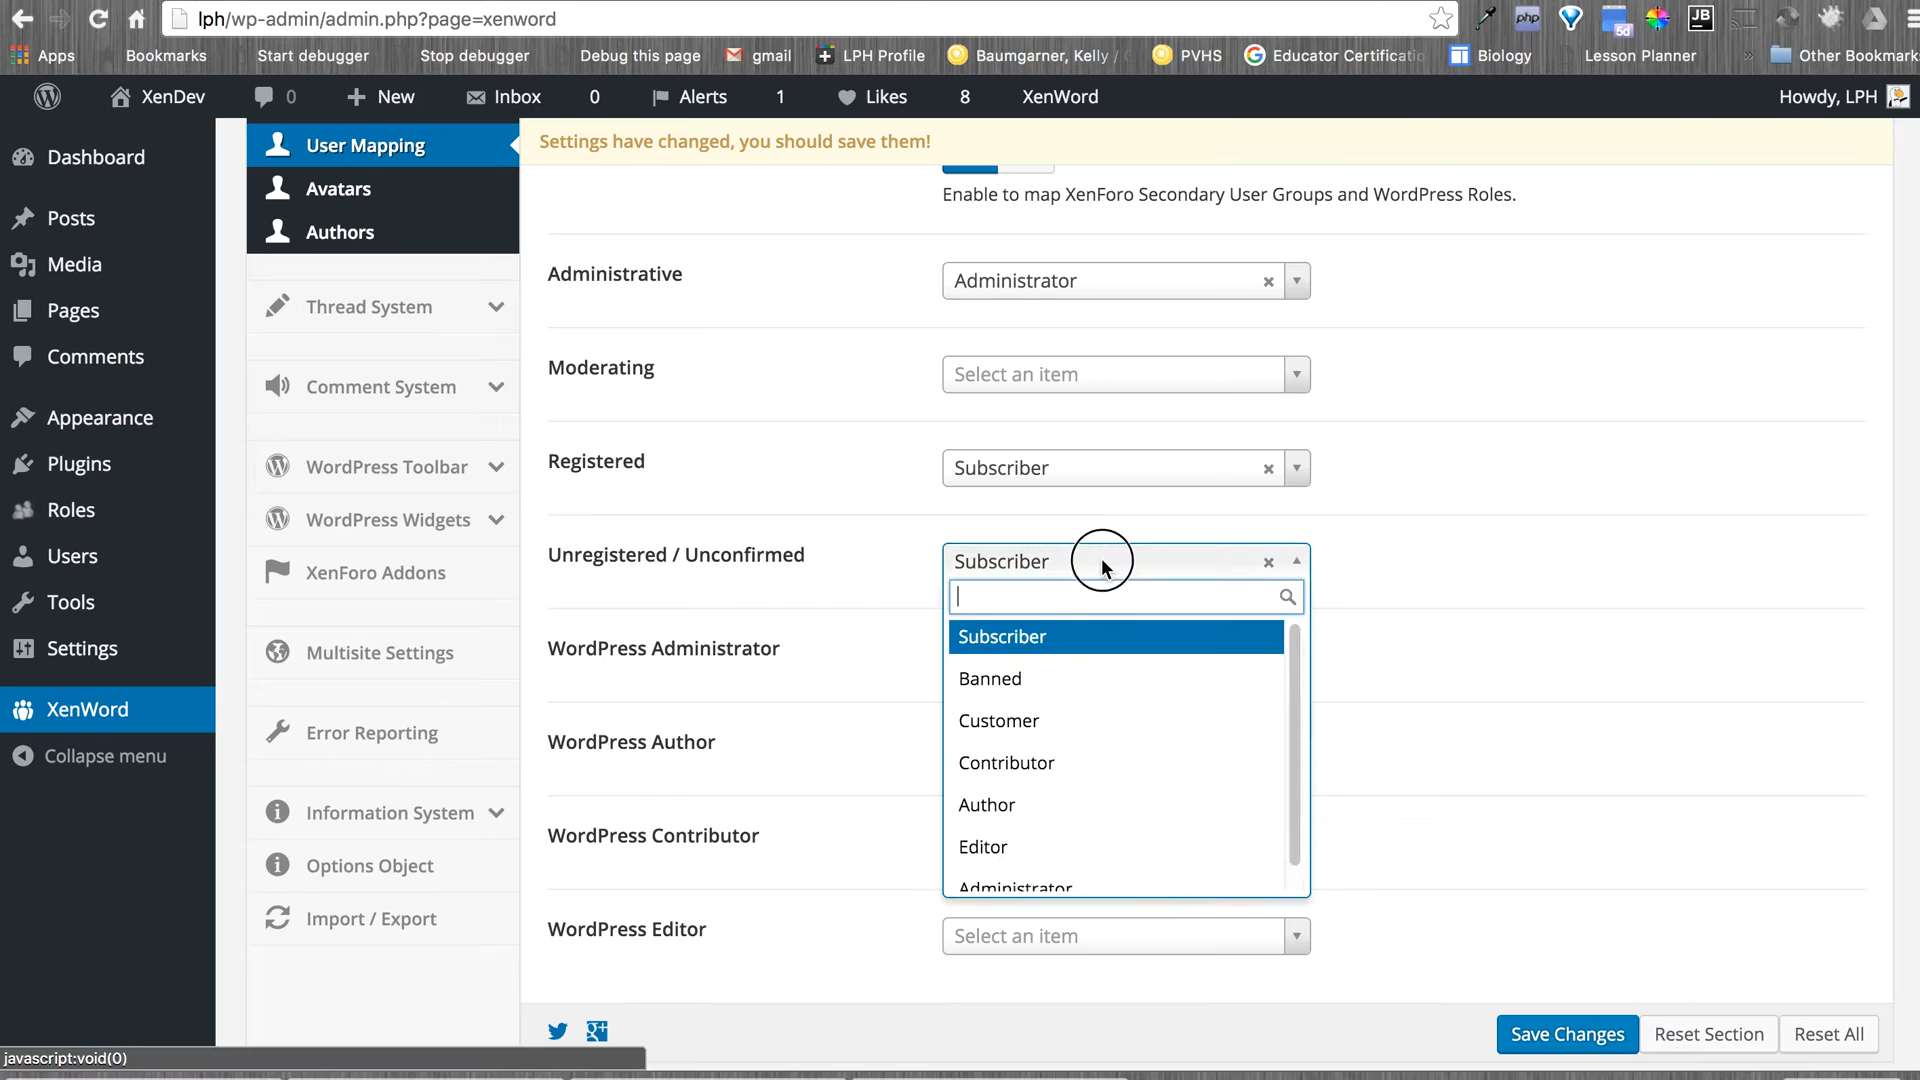 lph/wp-admin/admin.php?page=xenword
php
5d
JB
Apps Bookmarks Start debugger Stop debugger Debug this page gmail LPH Profile Baumgarner, Kelly / PVHS Educator Certificatio Biology Lesson Planner » Other Bookmarks
XenDev 0 New Inbox 0 Alerts 1 Likes 8 XenWord Howdy, LPH
Dashboard
Posts
Media
Pages
Comments
Appearance
Plugins
Roles
Users
Tools
Settings
XenWord
Collapse menu
User Mapping
Avatars
Authors
Thread System
Comment System
WordPress Toolbar
WordPress Widgets
XenForo Addons
Multisite Settings
Error Reporting
Information System
Options Object
Import / Export
Settings have changed, you should save them!
Enable to map XenForo Secondary User Groups and WordPress Roles.
Administrative Administrator
Moderating Select an item
Registered Subscriber
Unregistered / Unconfirmed Subscriber
Subscriber
Banned
Customer
Contributor
Author
Editor
Administrator
WordPress Administrator
WordPress Author
WordPress Contributor
WordPress Editor Select an item
Save Changes Reset Section Reset All
javascript:void(0)